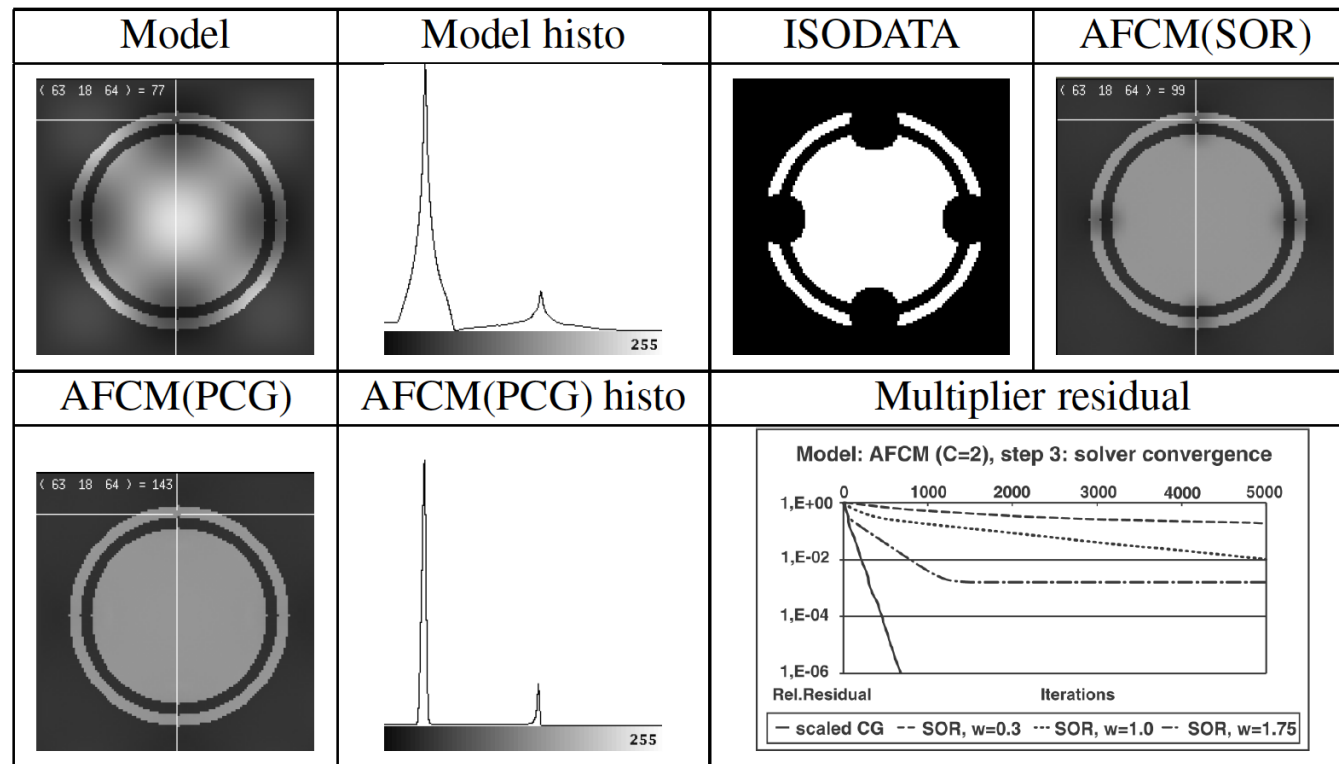 Model
Model histo
ISODATA
AFCM(SOR)
( 63 18 64 ) = 77
255
( 63 18 64 ) = 99
AFCM(PCG)
AFCM(PCG) histo
Multiplier residual
( 63 18 64 ) = 143
255
Model: AFCM (C=2), step 3: solver convergence
0 1000 2000 3000 4000 5000
1,E+00
1,E-02
1,E-04
1,E-06
Rel.Residual Iterations
scaled CG SOR, w=0.3 SOR, w=1.0 SOR, w=1.75